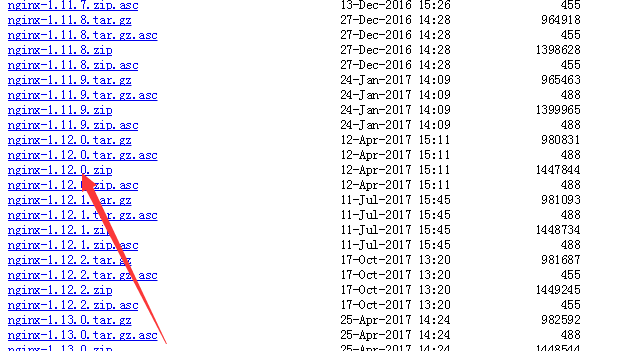 nginx-1.11.7.zip.asc 13-Dec-2016 15:26 455
nginx-1.11.8.tar.gz 27-Dec-2016 14:28 964918
nginx-1.11.8.tar.gz.asc 27-Dec-2016 14:28 455
nginx-1.11.8.zip 27-Dec-2016 14:28 1398628
nginx-1.11.8.zip.asc 27-Dec-2016 14:28 455
nginx-1.11.9.tar.gz 24-Jan-2017 14:09 965463
nginx-1.11.9.tar.gz.asc 24-Jan-2017 14:09 488
nginx-1.11.9.zip 24-Jan-2017 14:09 1399965
nginx-1.11.9.zip.asc 24-Jan-2017 14:09 488
nginx-1.12.0.tar.gz 12-Apr-2017 15:11 980831
nginx-1.12.0.tar.gz.asc 12-Apr-2017 15:11 488
nginx-1.12.0.zip 12-Apr-2017 15:11 1447844
nginx-1.12.0.zip.asc 12-Apr-2017 15:11 488
nginx-1.12.1.tar.gz 11-Jul-2017 15:45 981093
nginx-1.12.1.tar.gz.asc 11-Jul-2017 15:45 488
nginx-1.12.1.zip 11-Jul-2017 15:45 1448734
nginx-1.12.1.zip.asc 11-Jul-2017 15:45 488
nginx-1.12.2.tar.gz 17-Oct-2017 13:20 981687
nginx-1.12.2.tar.gz.asc 17-Oct-2017 13:20 455
nginx-1.12.2.zip 17-Oct-2017 13:20 1449245
nginx-1.12.2.zip.asc 17-Oct-2017 13:20 455
nginx-1.13.0.tar.gz 25-Apr-2017 14:24 982592
nginx-1.13.0.tar.gz.asc 25-Apr-2017 14:24 488
nginx-1.13.0.zip 25-Apr-2017 14:24 1448544